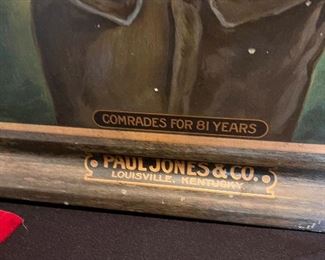 COMRADES FOR 81 YEARS
PAUL JONES & CO.
LOUISVILLE, KENTUCKY.